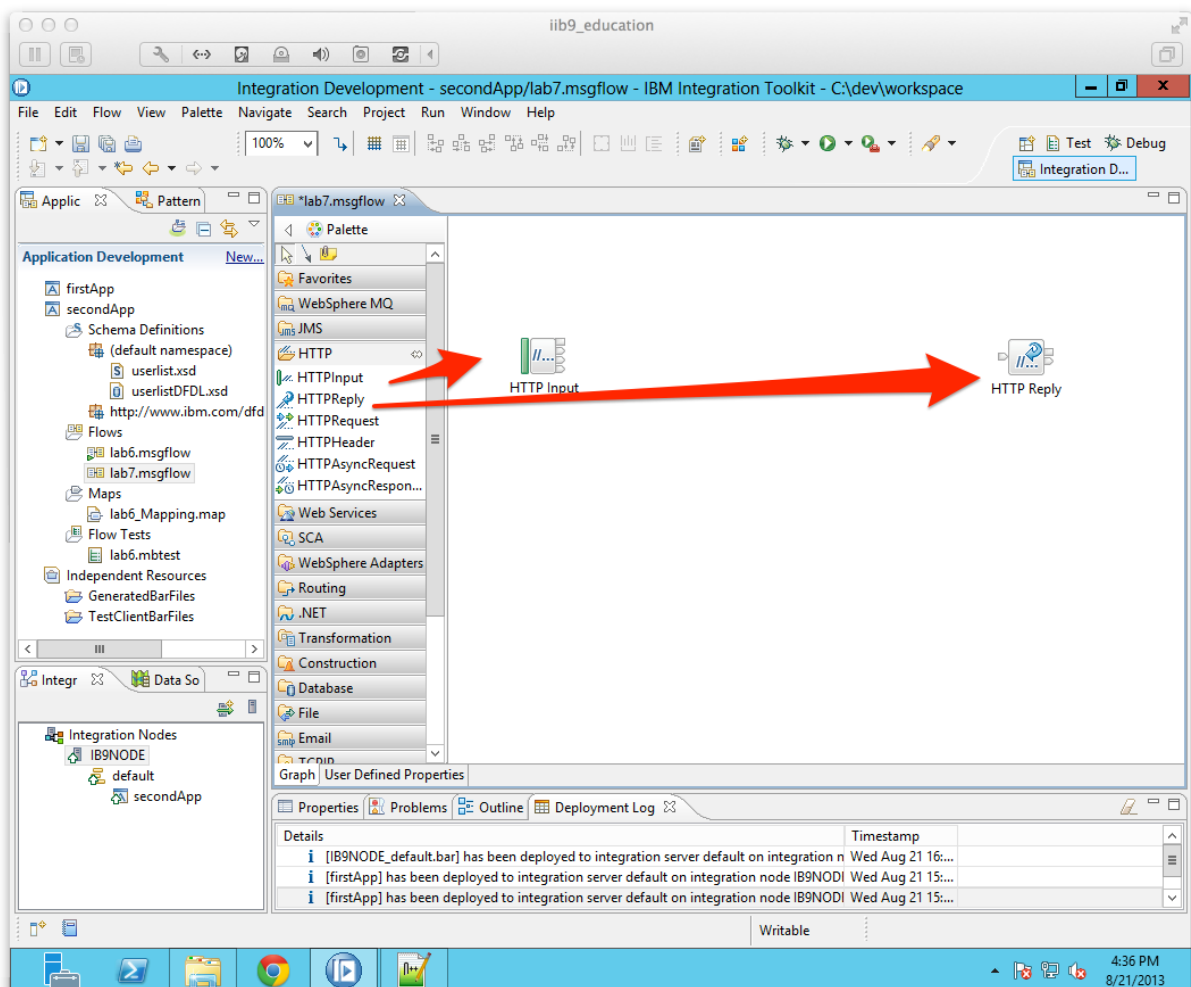 iib9_education
Integration Development - secondApp/lab7.msgflow - IBM Integration Toolkit - C:\dev\workspace
File Edit Flow View Palette Navigate Search Project Run Window Help
100%
Test Debug
Integration D...
Applic Pattern
*lab7.msgflow
Application Development New...
firstApp
secondApp
Schema Definitions
(default namespace)
userlist.xsd
userlistDFDL.xsd
http://www.ibm.com/dfd
Flows
lab6.msgflow
lab7.msgflow
Maps
lab6_Mapping.map
Flow Tests
lab6.mbtest
Independent Resources
GeneratedBarFiles
TestClientBarFiles
Palette
Favorites
WebSphere MQ
JMS
HTTP
HTTPInput
HTTPReply
HTTPRequest
HTTPHeader
HTTPAsyncRequest
HTTPAsyncRespon...
Web Services
SCA
WebSphere Adapters
Routing
.NET
Transformation
Construction
Database
File
Email
TCPIP
HTTP Input
HTTP Reply
Graph User Defined Properties
Integr Data So
Integration Nodes
IB9NODE
default
secondApp
Properties Problems Outline Deployment Log
Details Timestamp
[IB9NODE_default.bar] has been deployed to integration server default on integration n Wed Aug 21 16:...
[firstApp] has been deployed to integration server default on integration node IB9NODI Wed Aug 21 15:...
[firstApp] has been deployed to integration server default on integration node IB9NODI Wed Aug 21 15:...
Writable
4:36 PM
8/21/2013